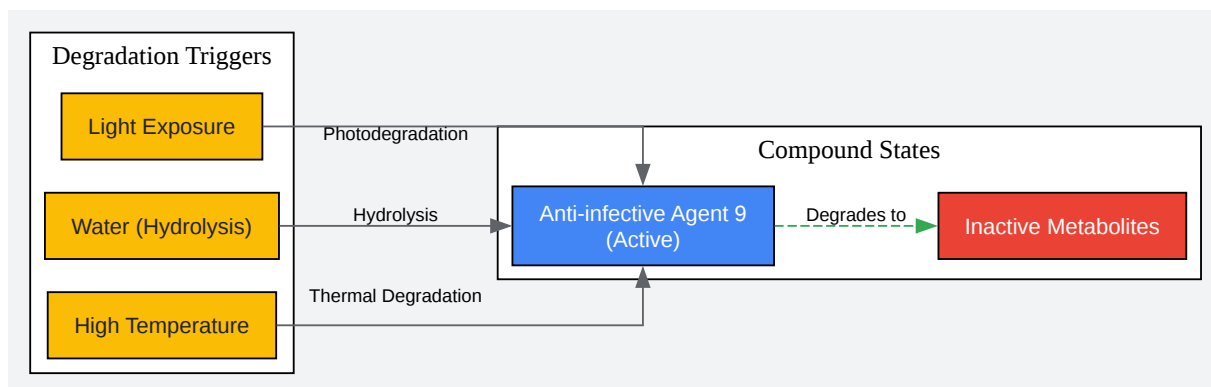 Degradation Triggers
Light Exposure
Photodegradation
Compound States
Water (Hydrolysis)
Hydrolysis
Anti-infective Agent 9
(Active)
Degrades to
Inactive Metabolites
Thermal Degradation
High Temperature